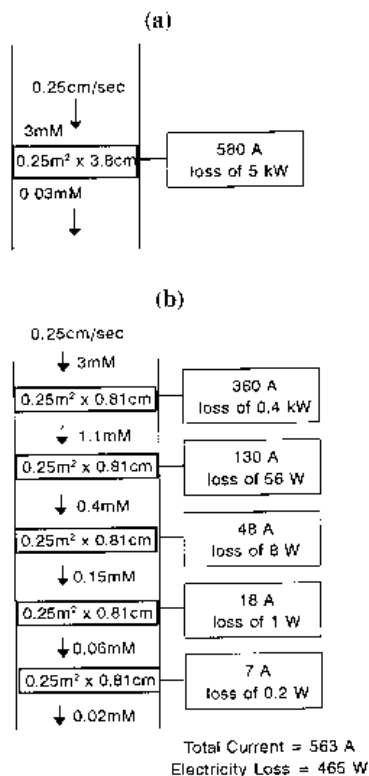 (a)
0.25cm/sec
3mM
0.25m² x 3.8cm
580 A
loss of 5 kW
0.03mM
(b)
0.25cm/sec
3mM
0.25m² x 0.81cm
360 A
loss of 0.4 kW
1.1mM
0.25m² x 0.81cm
130 A
loss of 56 W
0.4mM
0.25m² x 0.81cm
48 A
loss of 8 W
0.15mM
0.25m² x 0.81cm
18 A
loss of 1 W
0.06mM
0.25m² x 0.81cm
7 A
loss of 0.2 W
0.02mM
Total Current = 563 A
Electricity Loss = 465 W